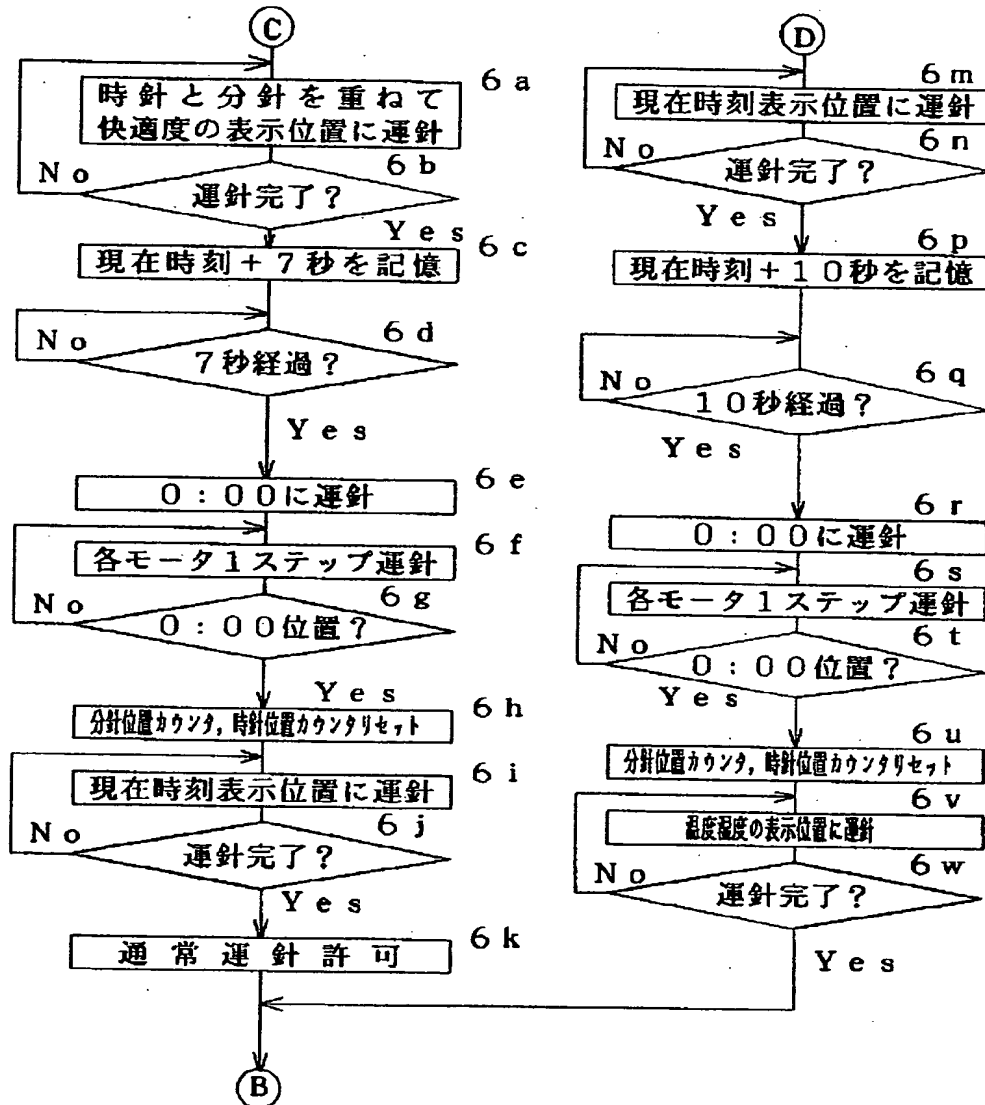 C
6a
時針と分針を重ねて
快適度の表示位置に運針
6b
No
運針完了?
Yes
6c
現在時刻+7秒を記憶
6d
No
7秒経過?
Yes
6e
0:00に運針
6f
各モータ1ステップ運針
6g
No
0:00位置?
Yes
6h
分針位置カウンタ,時針位置カウンタリセット
6i
現在時刻表示位置に運針
6j
No
運針完了?
Yes
6k
通常運針許可
B
D
6m
現在時刻表示位置に運針
6n
No
運針完了?
Yes
6p
現在時刻+10秒を記憶
6q
No
10秒経過?
Yes
6r
0:00に運針
6s
各モータ1ステップ運針
6t
No
0:00位置?
Yes
6u
分針位置カウンタ,時針位置カウンタリセット
6v
温度湿度の表示位置に運針
6w
No
運針完了?
Yes